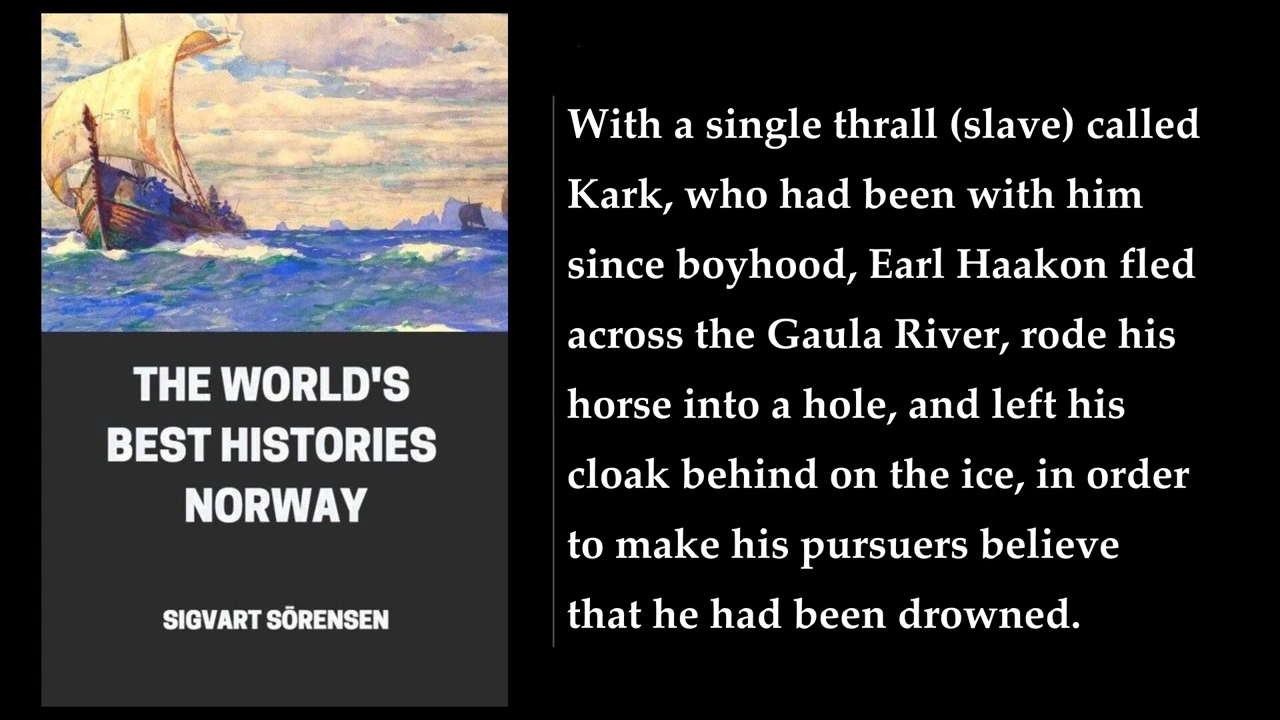 THE WORLD'S
BEST HISTORIES
NORWAY
SIGVART SÖRENSEN
With a single thrall (slave) called
Kark, who had been with him
since boyhood, Earl Haakon fled
across the Gaula River, rode his
horse into a hole, and left his
cloak behind on the ice, in order
to make his pursuers believe
that he had been drowned.